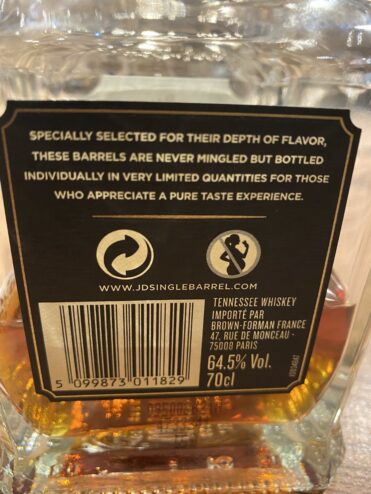 SPECIALLY SELECTED FOR THEIR DEPTH OF FLAVOR,
THESE BARRELS ARE NEVER MINGLED BUT BOTTLED
INDIVIDUALLY IN VERY LIMITED QUANTITIES FOR THOSE
WHO APPRECIATE A PURE TASTE EXPERIENCE.
WWW.JDSINGLEBARREL.COM
TENNESSEE WHISKEY
IMPORTÉ PAR
BROWN-FORMAN FRANCE
47, RUE DE MONCEAU -
75008 PARIS
64.5% Vol.
70cl
5 099873 011829